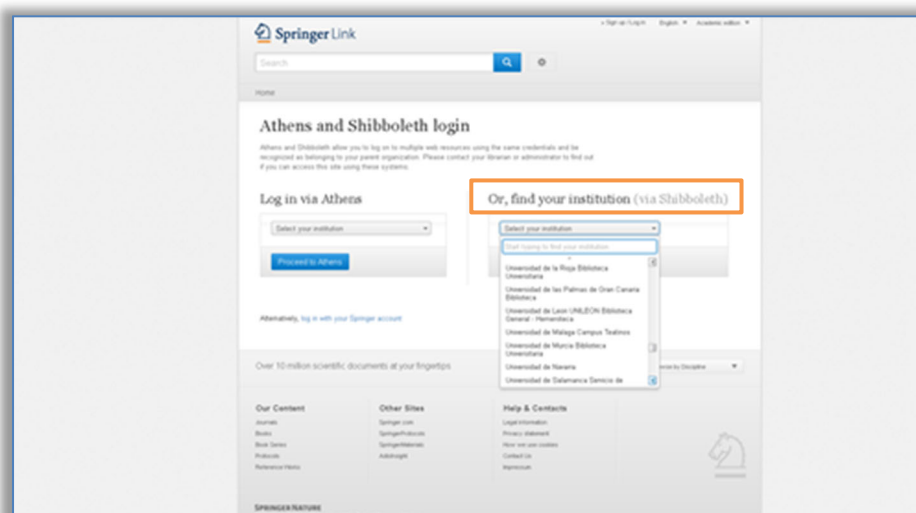 Springer Link
» Sign up / Log in English Academic edition
Search
Home
Athens and Shibboleth login
Athens and Shibboleth allow you to log on to multiple web resources using the same credentials and be
recognized as belonging to your parent organization. Please contact your librarian or administrator to find out
if you can access this site using these systems.
Log in via Athens
Select your institution
Proceed to Athens
Or, find your institution (via Shibboleth)
Select your institution
Start typing to find your institution
Universidad de la Rioja Biblioteca
Universitaria
Universidad de las Palmas de Gran Canaria
Biblioteca
Universidad de León UNILEON Biblioteca
General - Hemeroteca
Universidad de Málaga Campus Teatinos
Universidad de Murcia Biblioteca
Universitaria
Universidad de Navarra
Universidad de Salamanca Servicio de
Alternatively, log in with your Springer account
Over 10 million scientific documents at your fingertips
by Discipline
Our Content
Journals
Books
Book Series
Protocols
Reference Works
Other Sites
Springer.com
SpringerProtocols
SpringerMaterials
AdisInsight
Help & Contacts
Legal information
Privacy statement
How we use cookies
Contact Us
Impressum
SPRINGER NATURE